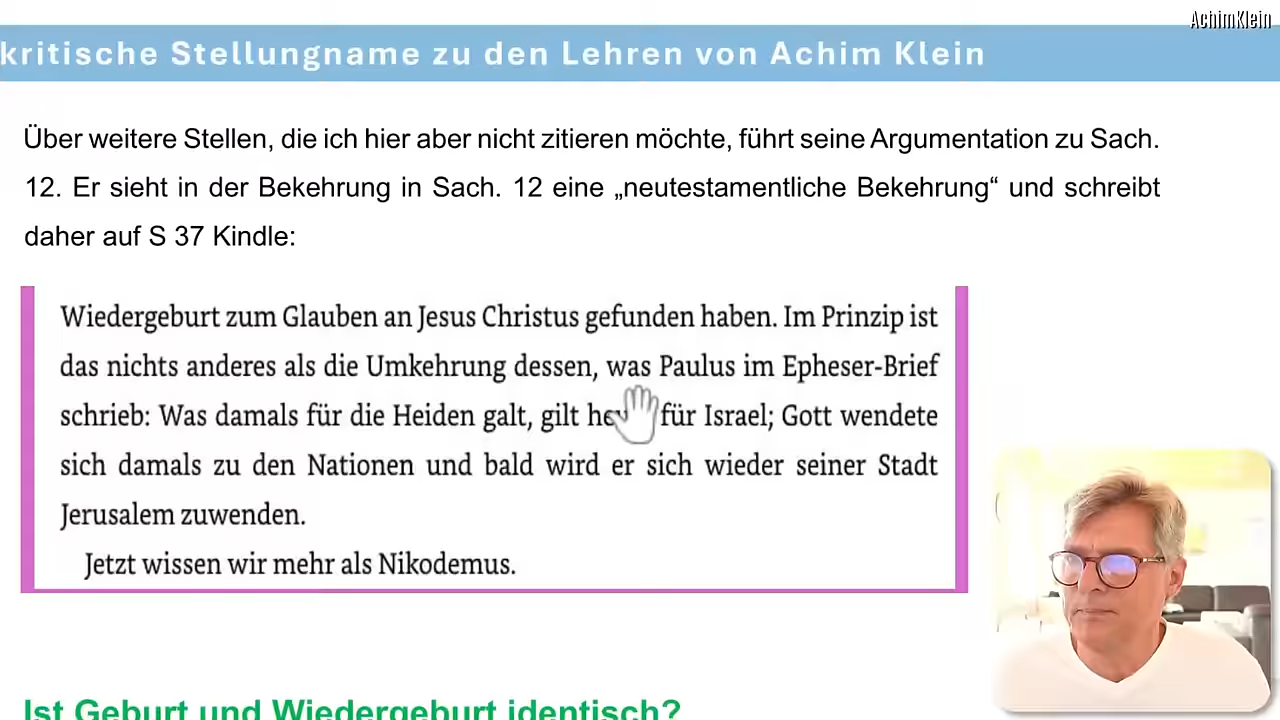 AchimKlein
kritische Stellungname zu den Lehren von Achim Klein
Über weitere Stellen, die ich hier aber nicht zitieren möchte, führt seine Argumentation zu Sach.
12. Er sieht in der Bekehrung in Sach. 12 eine „neutestamentliche Bekehrung“ und schreibt
daher auf S 37 Kindle:
Wiedergeburt zum Glauben an Jesus Christus gefunden haben. Im Prinzip ist
das nichts anderes als die Umkehrung dessen, was Paulus im Epheser-Brief
schrieb: Was damals für die Heiden galt, gilt für Israel; Gott wendete
sich damals zu den Nationen und bald wird er sich wieder seiner Stadt
Jerusalem zuwenden.
Jetzt wissen wir mehr als Nikodemus.
Ist Geburt und Wiedergeburt identisch?